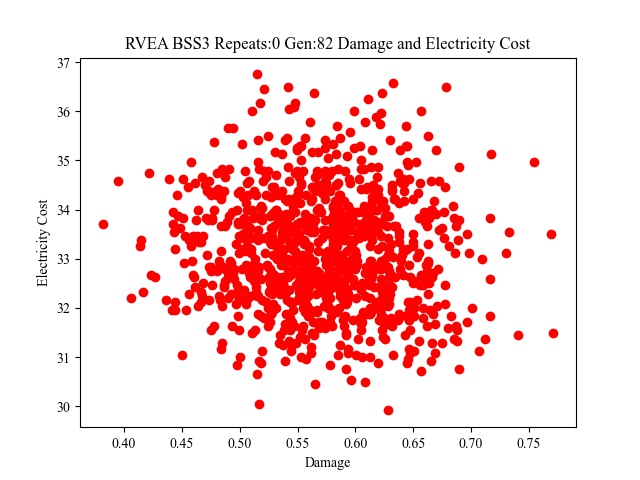 RVEA BSS3 Repeats:0 Gen:82 Damage and Electricity Cost
37
36
35
34
33
32
31
30
Electricity Cost
0.40 0.45 0.50 0.55 0.60 0.65 0.70 0.75
Damage